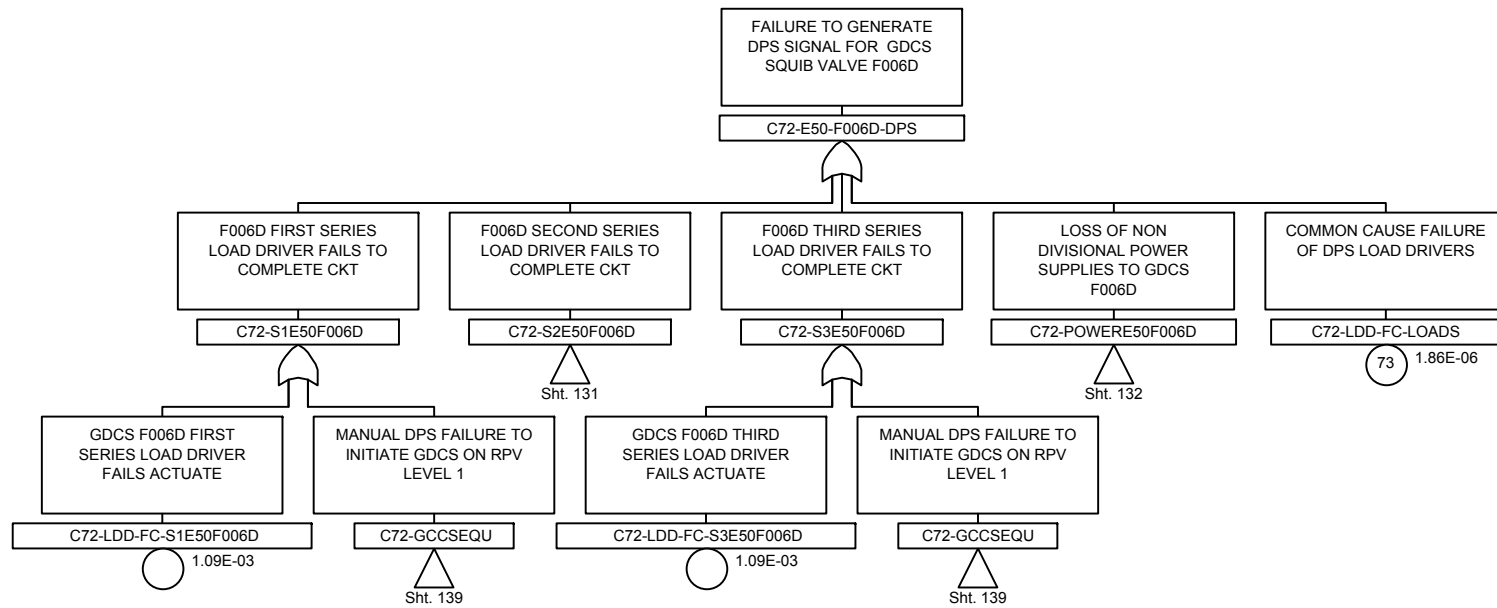 FAILURE TO GENERATE
DPS SIGNAL FOR GDCS
SQUIB VALVE F006D
C72-E50-F006D-DPS
F006D FIRST SERIES
LOAD DRIVER FAILS TO
COMPLETE CKT
C72-S1E50F006D
F006D SECOND SERIES
LOAD DRIVER FAILS TO
COMPLETE CKT
C72-S2E50F006D
Sht. 131
F006D THIRD SERIES
LOAD DRIVER FAILS TO
COMPLETE CKT
C72-S3E50F006D
LOSS OF NON
DIVISIONAL POWER
SUPPLIES TO GDCS
F006D
C72-POWERE50F006D
Sht. 132
COMMON CAUSE FAILURE
OF DPS LOAD DRIVERS
C72-LDD-FC-LOADS
73 1.86E-06
GDCS F006D FIRST
SERIES LOAD DRIVER
FAILS ACTUATE
C72-LDD-FC-S1E50F006D
1.09E-03
MANUAL DPS FAILURE TO
INITIATE GDCS ON RPV
LEVEL 1
C72-GCCSEQU
Sht. 139
GDCS F006D THIRD
SERIES LOAD DRIVER
FAILS ACTUATE
C72-LDD-FC-S3E50F006D
1.09E-03
MANUAL DPS FAILURE TO
INITIATE GDCS ON RPV
LEVEL 1
C72-GCCSEQU
Sht. 139